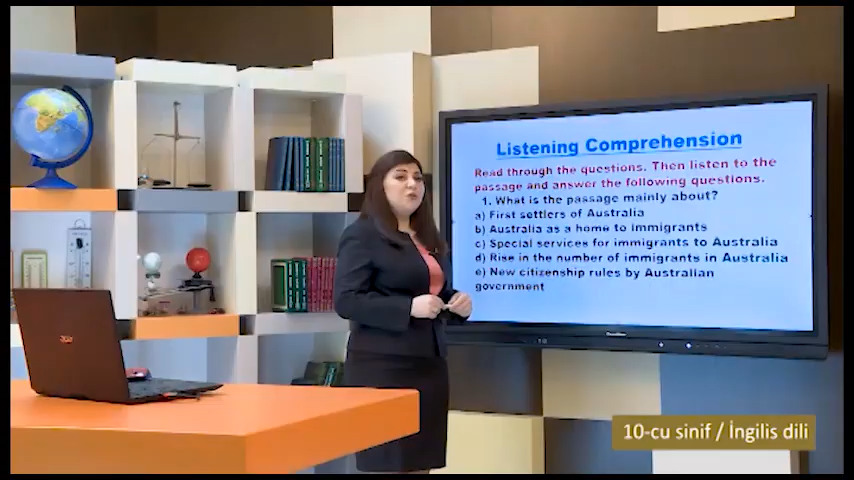 Listening Comprehension
Read through the questions. Then listen to the
passage and answer the following questions.
1. What is the passage mainly about?
a) First settlers of Australia
b) Australia as a home to immigrants
c) Special services for immigrants to Australia
d) Rise in the number of immigrants in Australia
e) New citizenship rules by Australian
government
10-cu sinif / İngilis dili